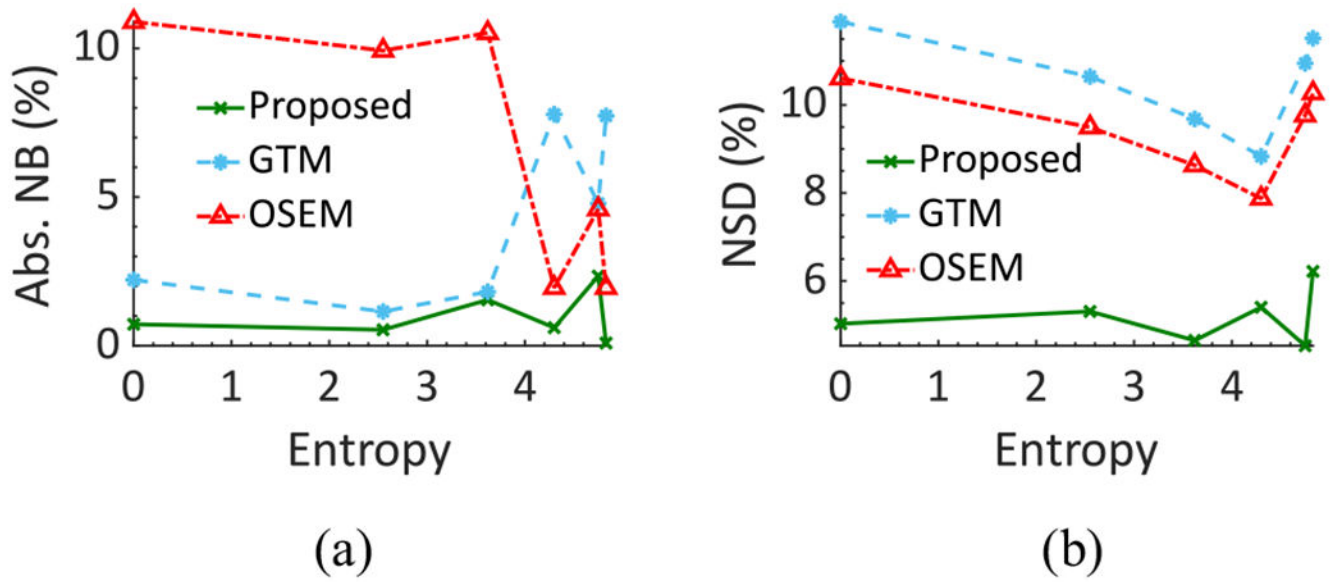 Abs. NB (%)
10
5
0
Proposed
GTM
OSEM
0 1 2 3 4
Entropy
(a)
NSD (%)
10
8
6
Proposed
GTM
OSEM
0 1 2 3 4
Entropy
(b)